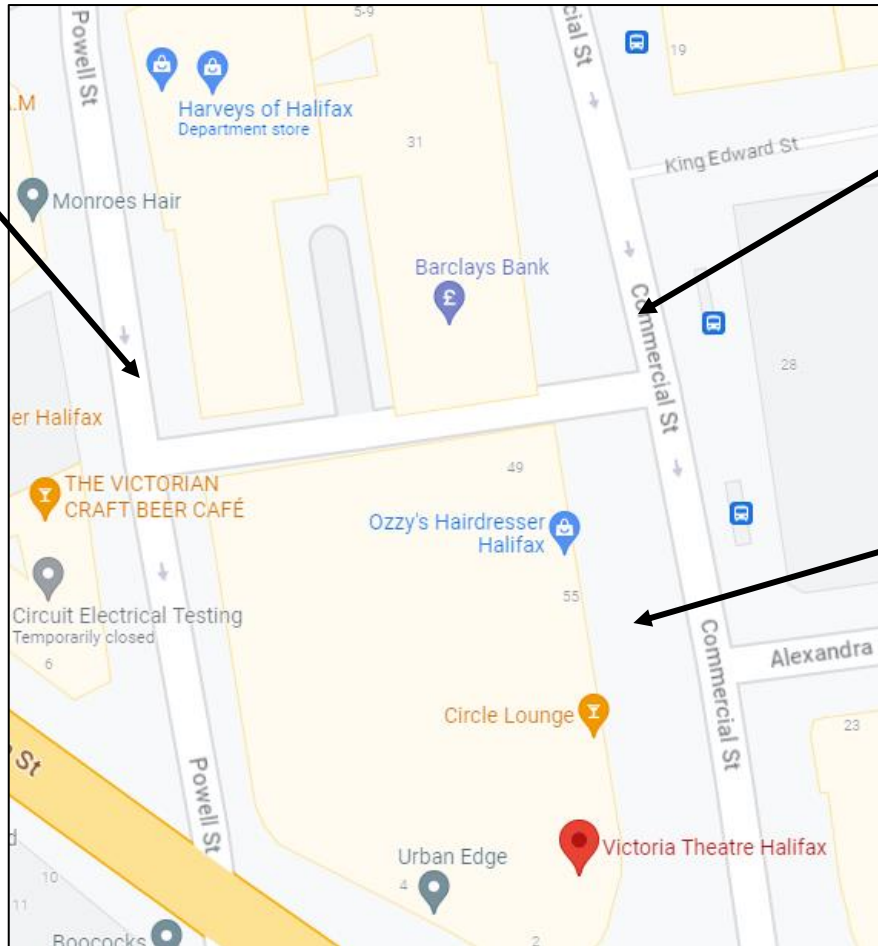 Powell St
5-9
cial St
19
.M
Harveys of Halifax
Department store
31
King Edward St
Monroes Hair
Barclays Bank
£
Commercial St
28
er Halifax
THE VICTORIAN
CRAFT BEER CAFÉ
49
Ozzy's Hairdresser
Halifax
Circuit Electrical Testing
Temporarily closed
6
55
Commercial St
Alexandra
Circle Lounge
23
St
Powell St
Urban Edge
4
Victoria Theatre Halifax
d
10
11
Boococks
2